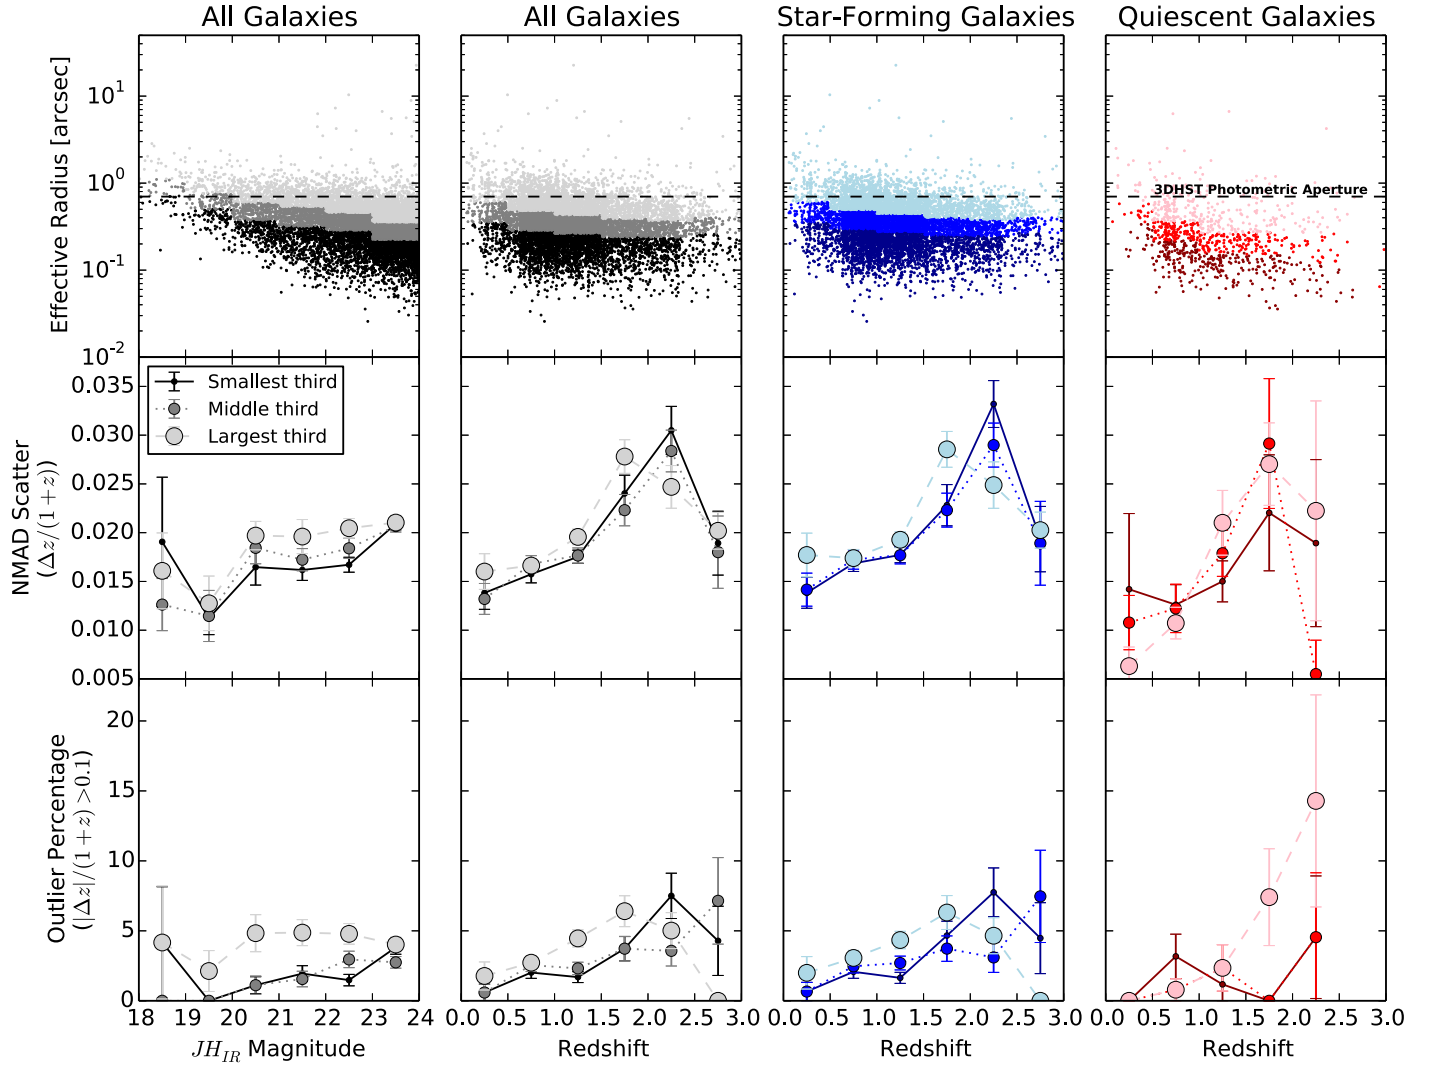 All Galaxies
All Galaxies
Star-Forming Galaxies
Quiescent Galaxies
Effective Radius [arcsec]
10^1
10^0
10^-1
10^-2
3DHST Photometric Aperture
NMAD Scatter
(Δz/(1+z))
0.035
0.030
0.025
0.020
0.015
0.010
0.005
Smallest third
Middle third
Largest third
Outlier Percentage
(|Δz|/(1+z)>0.1)
20
15
10
5
0
18 19 20 21 22 23 24
0.0 0.5 1.0 1.5 2.0 2.5 3.0
0.0 0.5 1.0 1.5 2.0 2.5 3.0
0.0 0.5 1.0 1.5 2.0 2.5 3.0
JH_IR Magnitude
Redshift
Redshift
Redshift